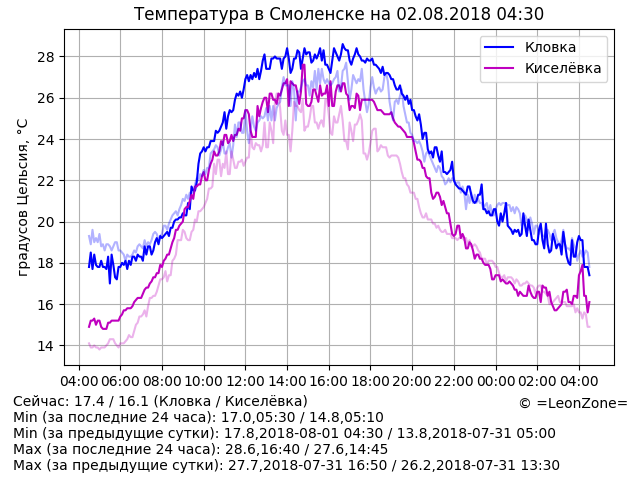 Температура в Смоленске на 02.08.2018 04:30
градусов Цельсия, °C
28
26
24
22
20
18
16
14
Кловка
Киселёвка
04:00 06:00 08:00 10:00 12:00 14:00 16:00 18:00 20:00 22:00 00:00 02:00 04:00
Сейчас: 17.4 / 16.1 (Кловка / Киселёвка)
© =LeonZone=
Min (за последние 24 часа): 17.0,05:30 / 14.8,05:10
Min (за предыдущие сутки): 17.8,2018-08-01 04:30 / 13.8,2018-07-31 05:00
Max (за последние 24 часа): 28.6,16:40 / 27.6,14:45
Max (за предыдущие сутки): 27.7,2018-07-31 16:50 / 26.2,2018-07-31 13:30